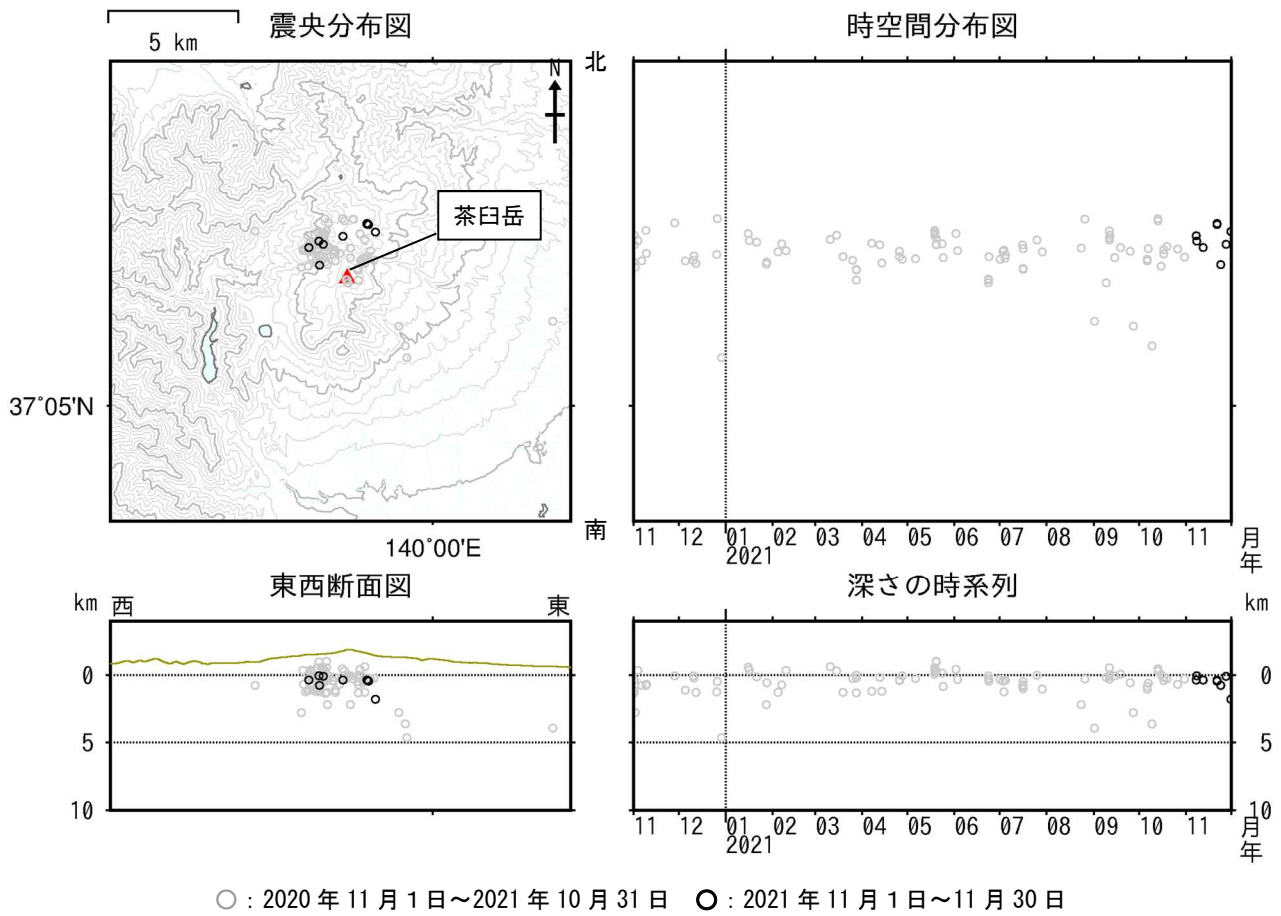 震央分布図
5 km
N
北
茶臼岳
37°05'N
140°00'E
南
時空間分布図
11 12 01 02 03 04 05 06 07 08 09 10 11 月
2021 年
東西断面図
km 西 東
0
5
10
深さの時系列
km
0
5
10
11 12 01 02 03 04 05 06 07 08 09 10 11 月
2021 年
○:2020 年 11 月 1 日~2021 年 10 月 31 日 ○:2021 年 11 月 1 日~11 月 30 日